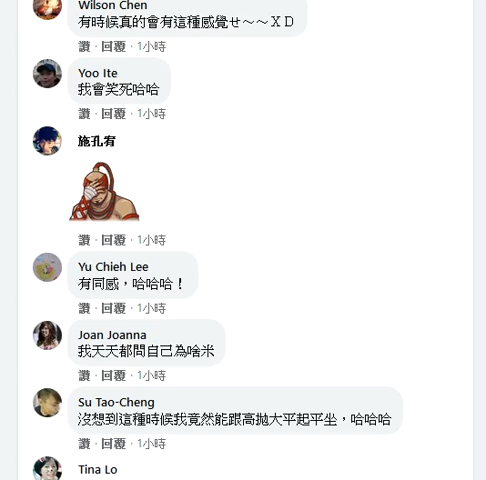 Wilson Chen
有時候真的會有這種感覺ㄝ～～ＸＤ
讚 · 回覆 · 1小時
Yoo Ite
我會笑死哈哈
讚 · 回覆 · 1小時
施孔宥
讚 · 回覆 · 1小時
Yu Chieh Lee
有同感，哈哈哈！
讚 · 回覆 · 1小時
Joan Joanna
我天天都問自己為啥米
讚 · 回覆 · 1小時
Su Tao-Cheng
沒想到這種時候我竟然能跟高拋大平起平坐，哈哈哈
讚 · 回覆 · 1小時
Tina Lo